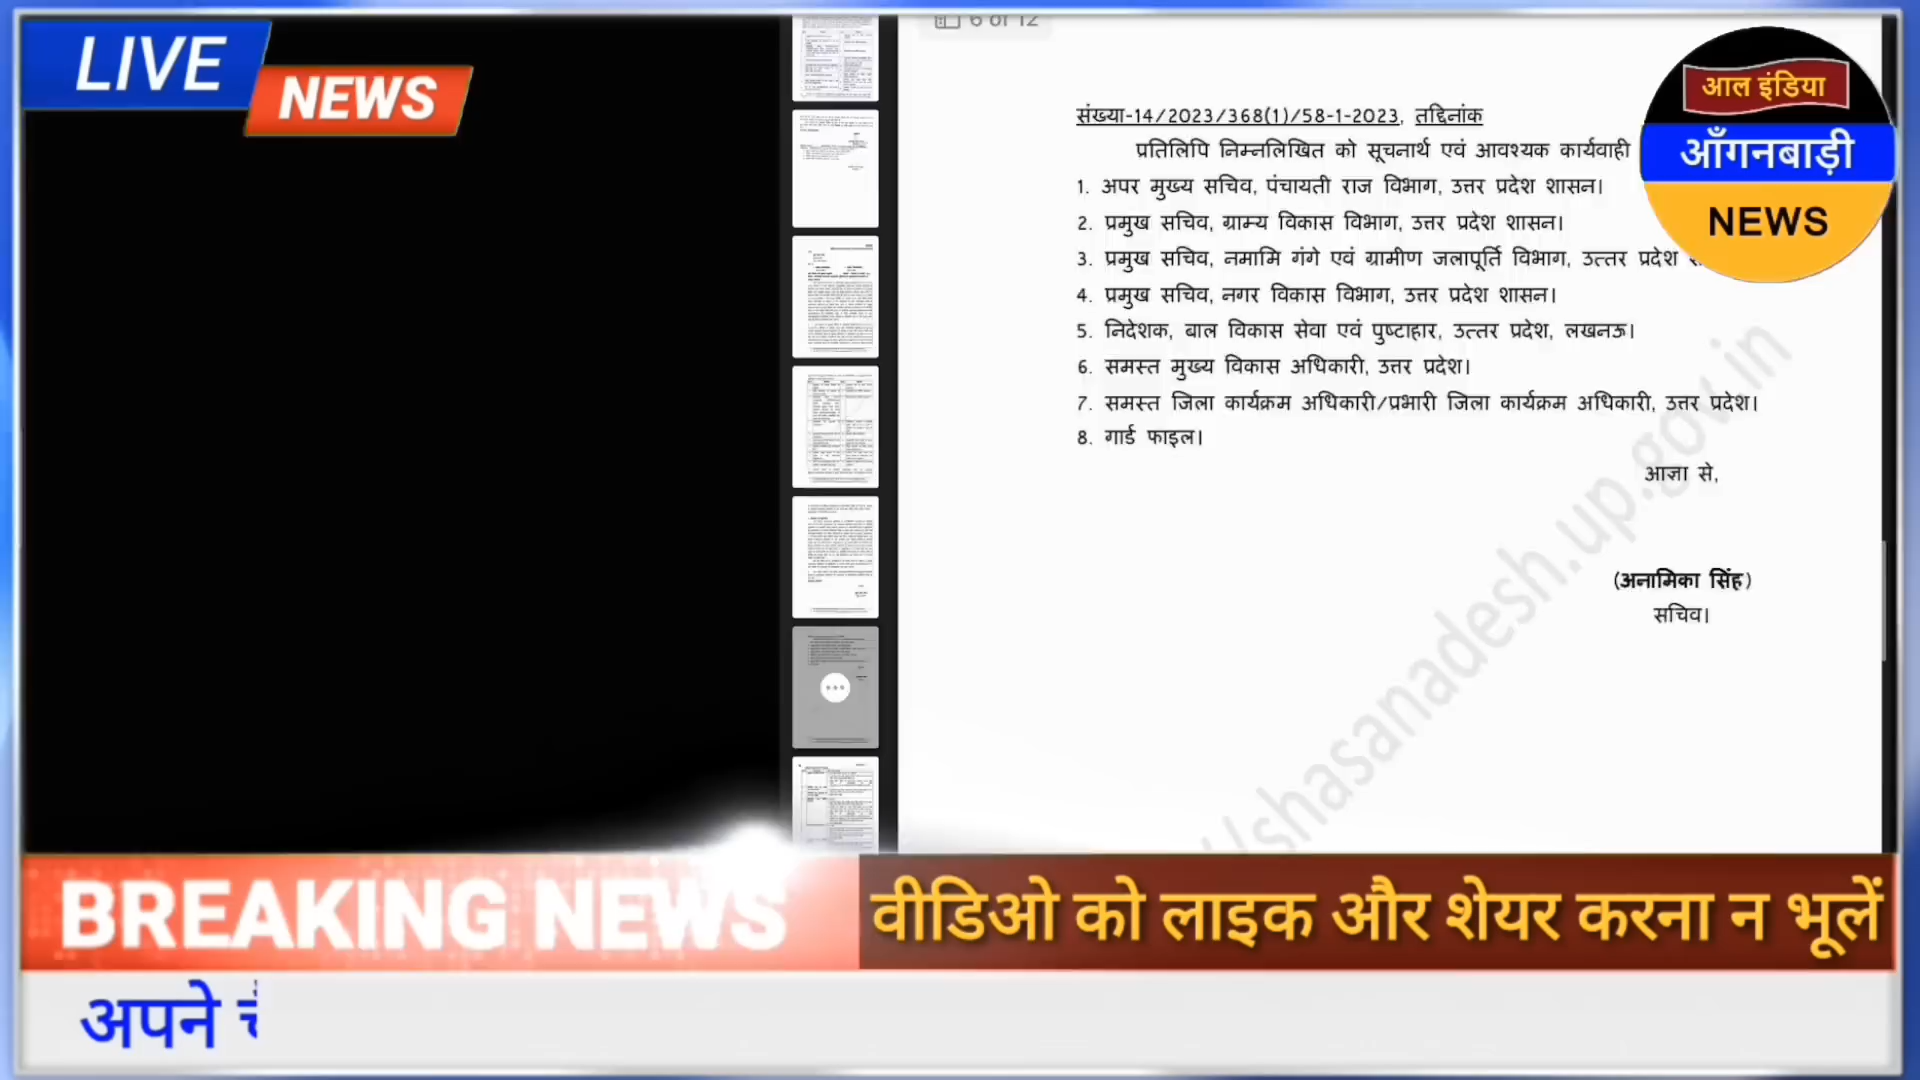 LIVE
NEWS
6 of 12
आल इंडिया
आँगनबाड़ी
NEWS
संख्या-14/2023/368(1)/58-1-2023, तद्दिनांक
प्रतिलिपि निम्नलिखित को सूचनार्थ एवं आवश्यक कार्यवाही
1. अपर मुख्य सचिव, पंचायती राज विभाग, उत्तर प्रदेश शासन।
2. प्रमुख सचिव, ग्राम्य विकास विभाग, उत्तर प्रदेश शासन।
3. प्रमुख सचिव, नमामि गंगे एवं ग्रामीण जलापूर्ति विभाग, उत्तर प्रदेश
4. प्रमुख सचिव, नगर विकास विभाग, उत्तर प्रदेश शासन।
5. निदेशक, बाल विकास सेवा एवं पुष्टाहार, उत्तर प्रदेश, लखनऊ।
6. समस्त मुख्य विकास अधिकारी, उत्तर प्रदेश।
7. समस्त जिला कार्यक्रम अधिकारी/प्रभारी जिला कार्यक्रम अधिकारी, उत्तर प्रदेश।
8. गार्ड फाइल।
आज्ञा से,
(अनामिका सिंह)
सचिव।
//shasanadesh.up.gov.in
BREAKING NEWS
वीडिओ को लाइक और शेयर करना न भूलें
अपने